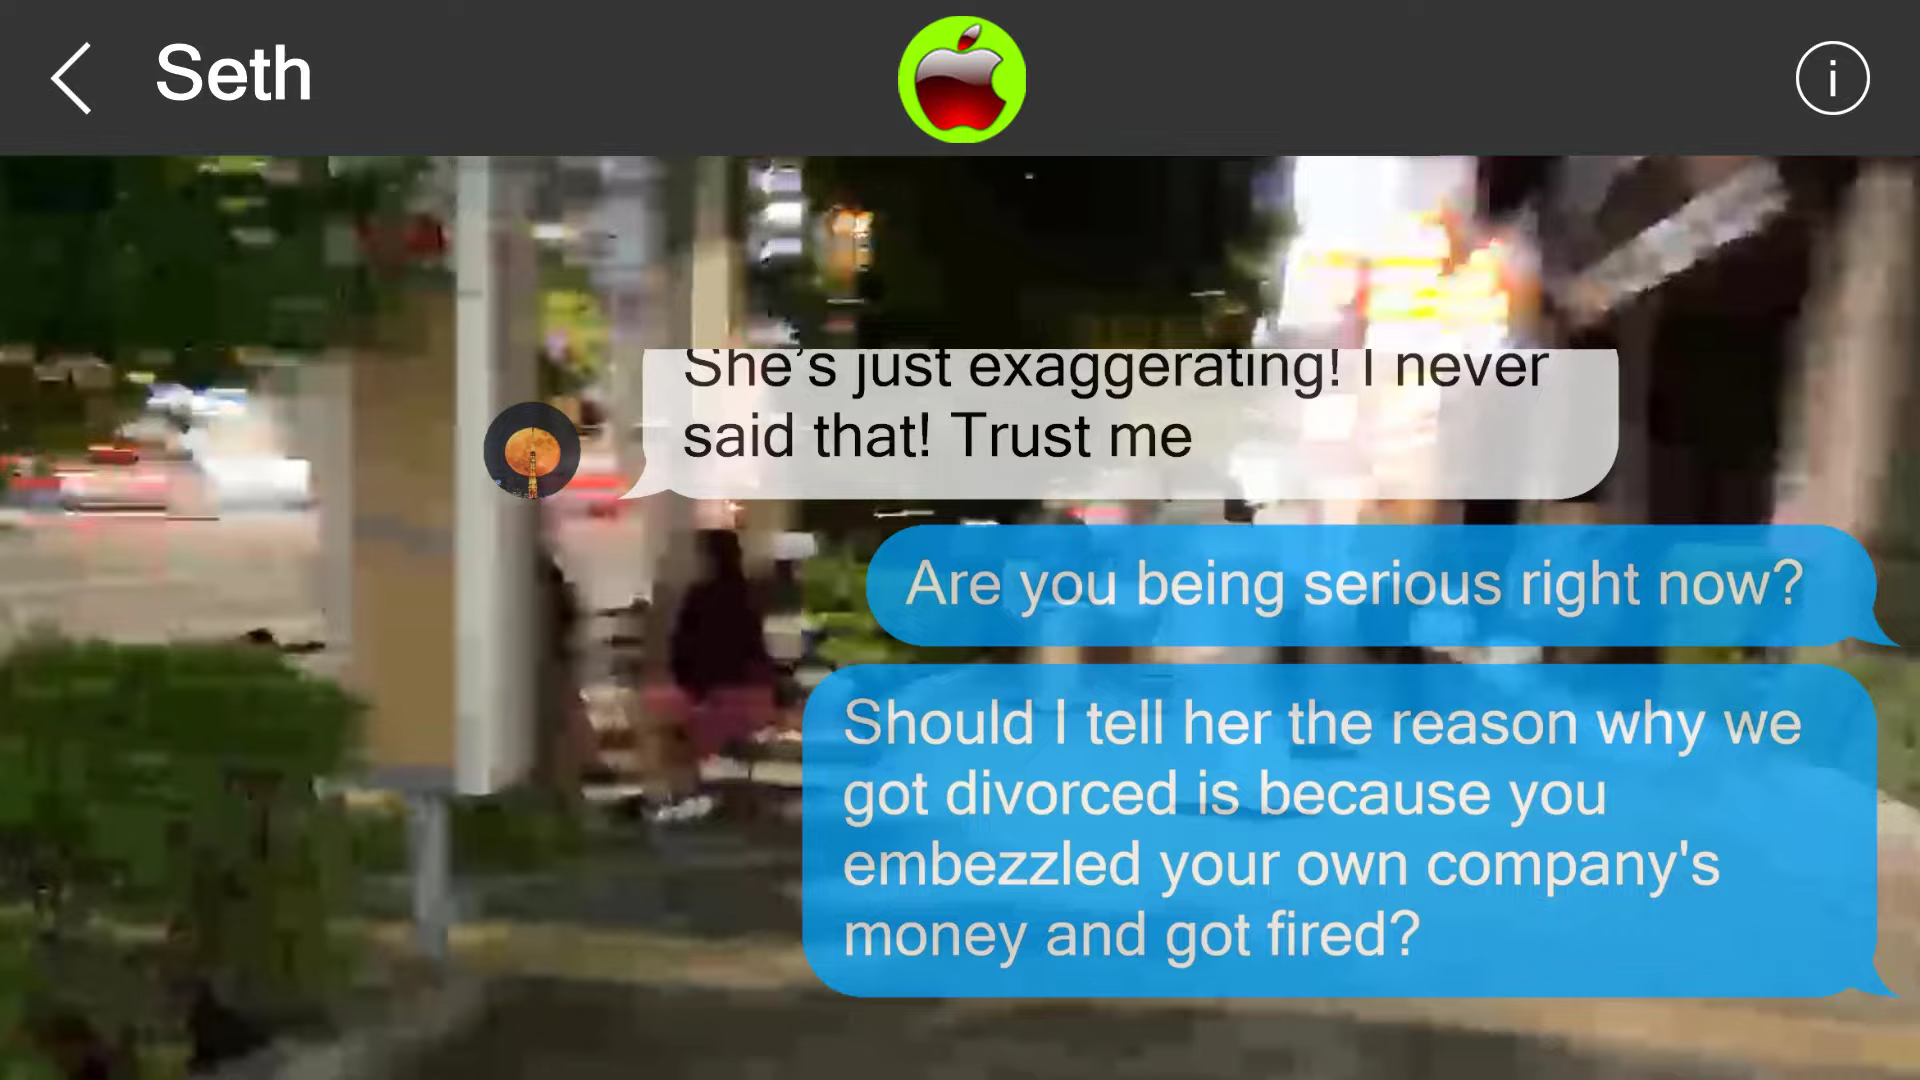 Seth
i
She's just exaggerating! I never
said that! Trust me
Are you being serious right now?
Should I tell her the reason why we
got divorced is because you
embezzled your own company's
money and got fired?